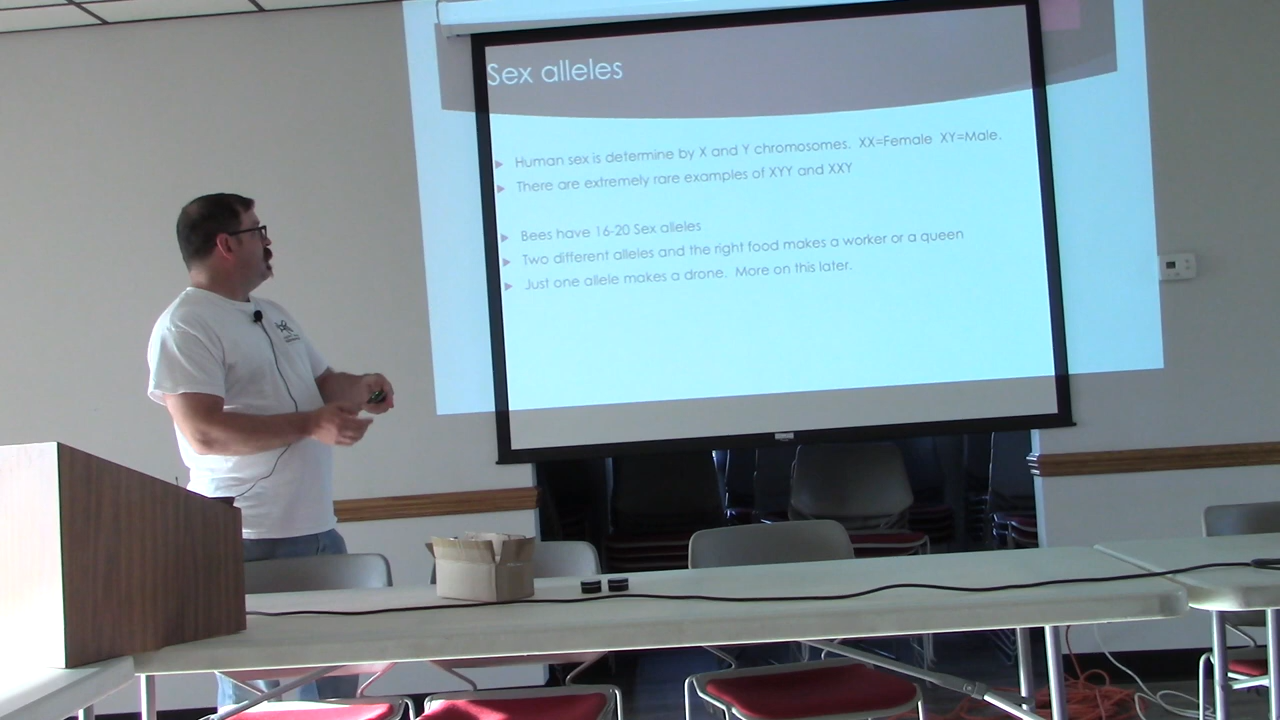 Sex alleles
Human sex is determine by X and Y chromosomes. XX=Female XY=Male.
There are extremely rare examples of XYY and XXY
Bees have 16-20 Sex alleles
Two different alleles and the right food makes a worker or a queen
Just one allele makes a drone. More on this later.